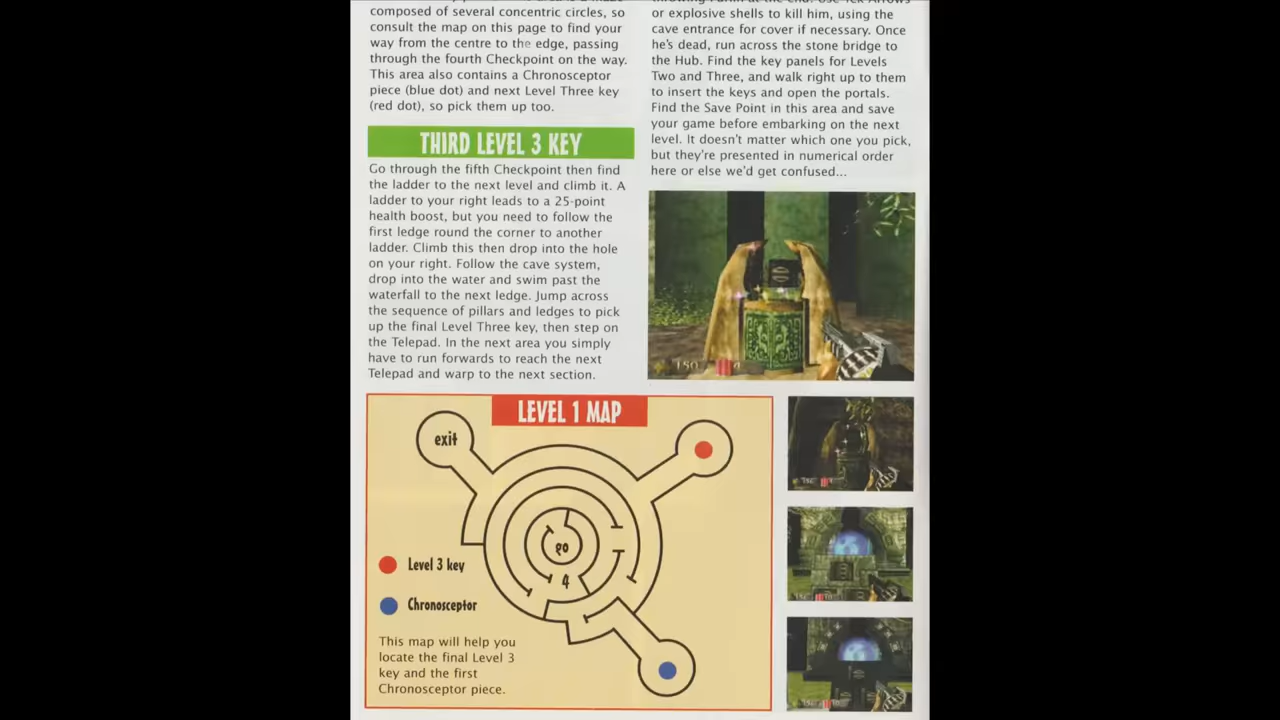 composed of several concentric circles, so
consult the map on this page to find your
way from the centre to the edge, passing
through the fourth Checkpoint on the way.
This area also contains a Chronosceptor
piece (blue dot) and next Level Three key
(red dot), so pick them up too.
THIRD LEVEL 3 KEY
Go through the fifth Checkpoint then find
the ladder to the next level and climb it. A
ladder to your right leads to a 25-point
health boost, but you need to follow the
first ledge round the corner to another
ladder. Climb this then drop into the hole
on your right. Follow the cave system,
drop into the water and swim past the
waterfall to the next ledge. Jump across
the sequence of pillars and ledges to pick
up the final Level Three key, then step on
the Telepad. In the next area you simply
have to run forwards to reach the next
Telepad and warp to the next section.
or explosive shells to kill him, using the
cave entrance for cover if necessary. Once
he's dead, run across the stone bridge to
the Hub. Find the key panels for Levels
Two and Three, and walk right up to them
to insert the keys and open the portals.
Find the Save Point in this area and save
your game before embarking on the next
level. It doesn't matter which one you pick,
but they're presented in numerical order
here or else we'd get confused...
150
LEVEL 1 MAP
exit
go
4
Level 3 key
Chronosceptor
This map will help you
locate the final Level 3
key and the first
Chronosceptor piece.